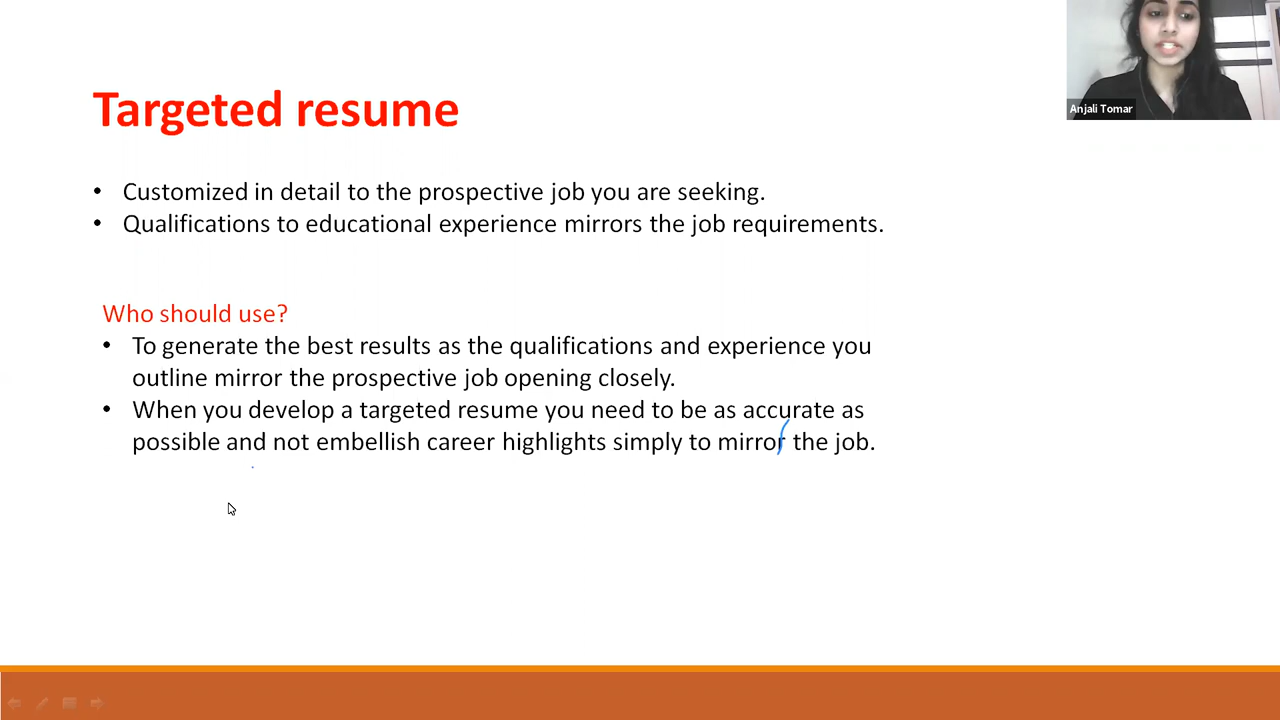 Targeted resume
Anjali Tomar
• Customized in detail to the prospective job you are seeking.
• Qualifications to educational experience mirrors the job requirements.
Who should use?
• To generate the best results as the qualifications and experience you
outline mirror the prospective job opening closely.
• When you develop a targeted resume you need to be as accurate as
possible and not embellish career highlights simply to mirror the job.